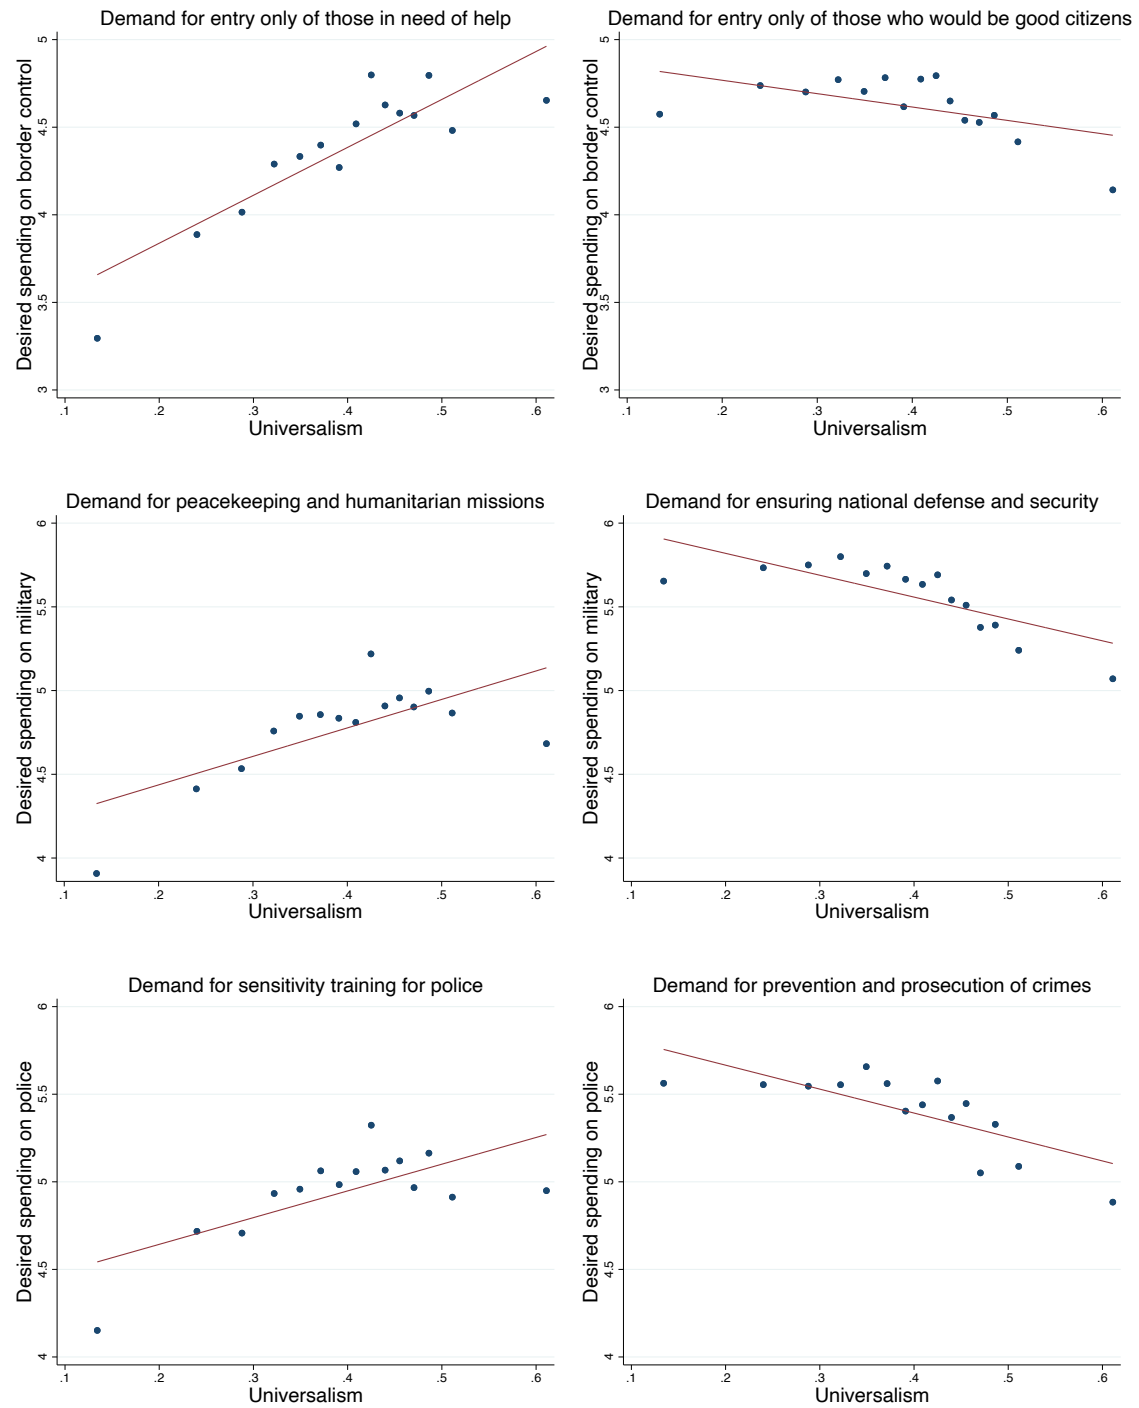 Demand for entry only of those in need of help
Desired spending on border control
5
4.5
4
3.5
3
.1 .2 .3 .4 .5 .6
Universalism
Demand for entry only of those who would be good citizens
Desired spending on border control
5
4.5
4
3.5
3
.1 .2 .3 .4 .5 .6
Universalism
Demand for peacekeeping and humanitarian missions
Desired spending on military
6
5.5
5
4.5
4
.1 .2 .3 .4 .5 .6
Universalism
Demand for ensuring national defense and security
Desired spending on military
6
5.5
5
4.5
4
.1 .2 .3 .4 .5 .6
Universalism
Demand for sensitivity training for police
Desired spending on police
6
5.5
5
4.5
4
.1 .2 .3 .4 .5 .6
Universalism
Demand for prevention and prosecution of crimes
Desired spending on police
6
5.5
5
4.5
4
.1 .2 .3 .4 .5 .6
Universalism